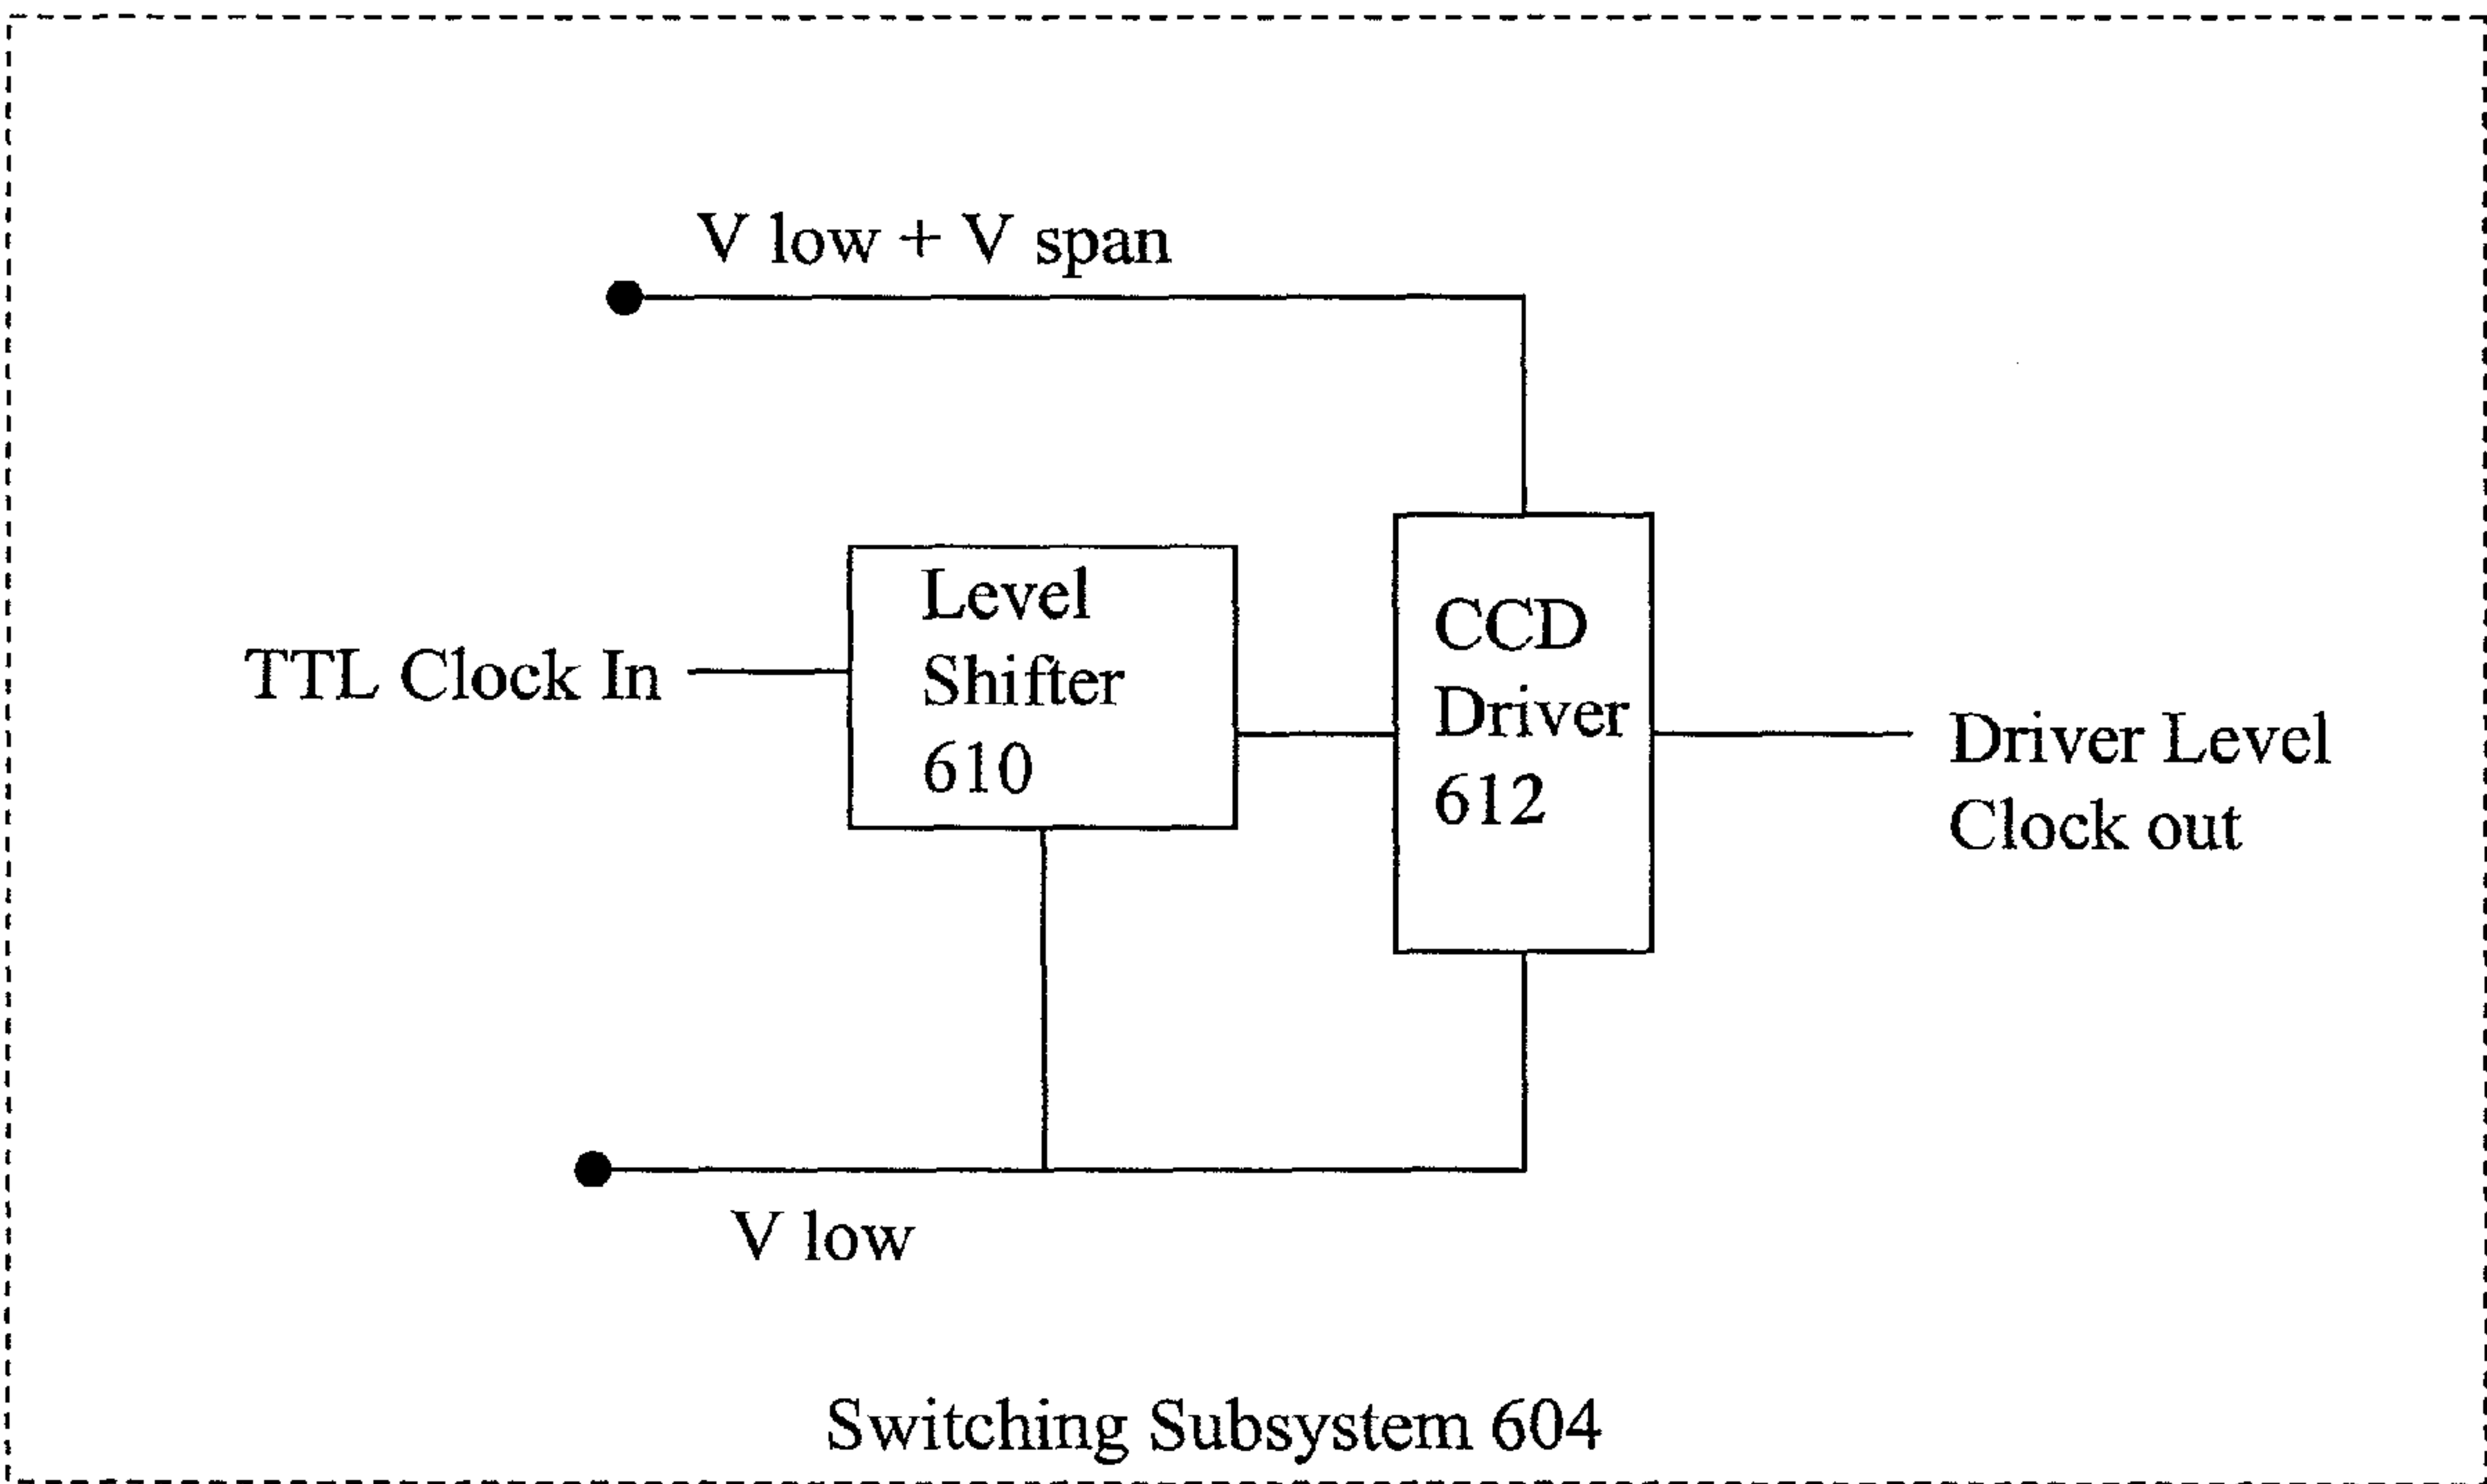 V low + V span
Level
Shifter
610
TTL Clock In
CCD
Driver
612
Driver Level
Clock out
V low
Switching Subsystem 604